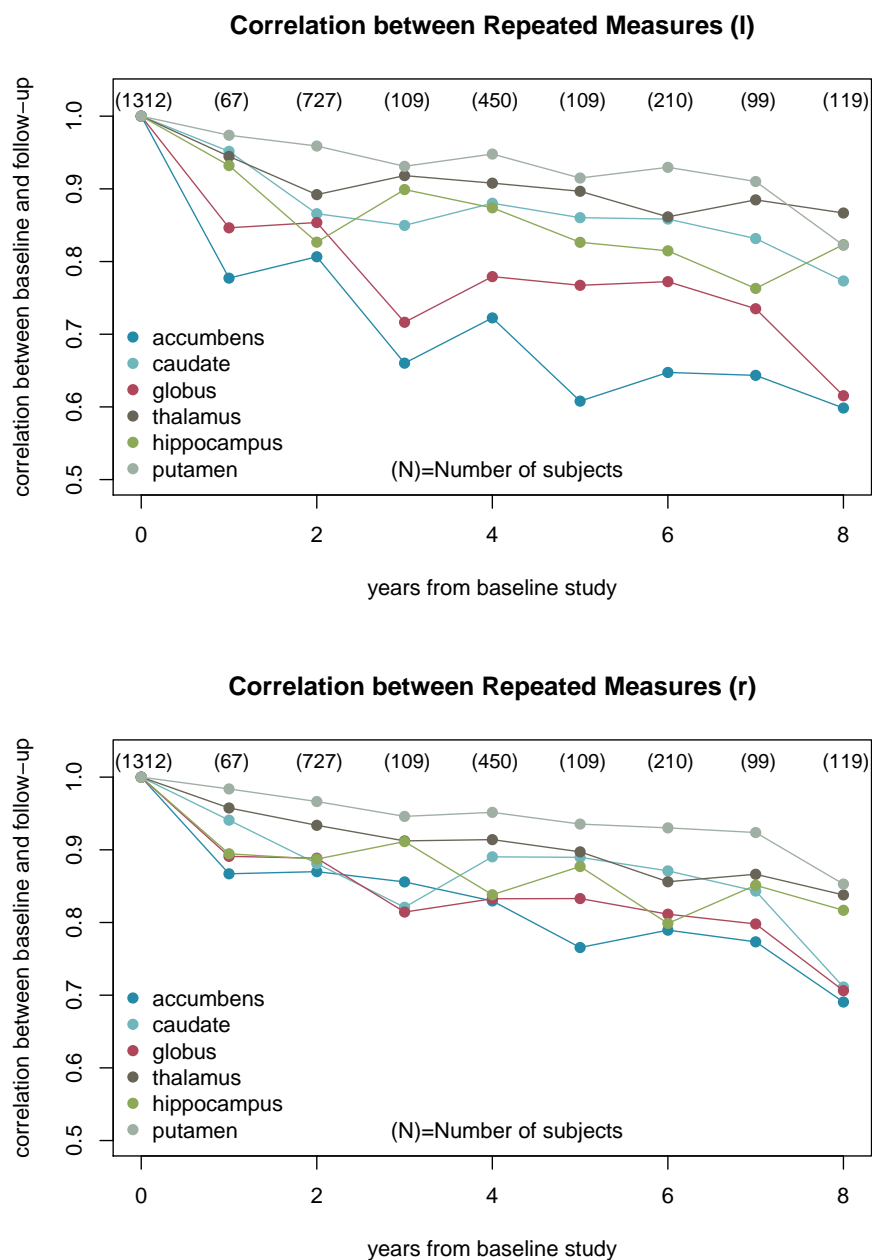 Correlation between Repeated Measures (l)
correlation between baseline and follow−up
(1312) (67) (727) (109) (450) (109) (210) (99) (119)
1.0
0.9
0.8
0.7
0.6
0.5
accumbens
caudate
globus
thalamus
hippocampus
putamen
(N)=Number of subjects
0 2 4 6 8
years from baseline study
Correlation between Repeated Measures (r)
correlation between baseline and follow−up
(1312) (67) (727) (109) (450) (109) (210) (99) (119)
1.0
0.9
0.8
0.7
0.6
0.5
accumbens
caudate
globus
thalamus
hippocampus
putamen
(N)=Number of subjects
0 2 4 6 8
years from baseline study